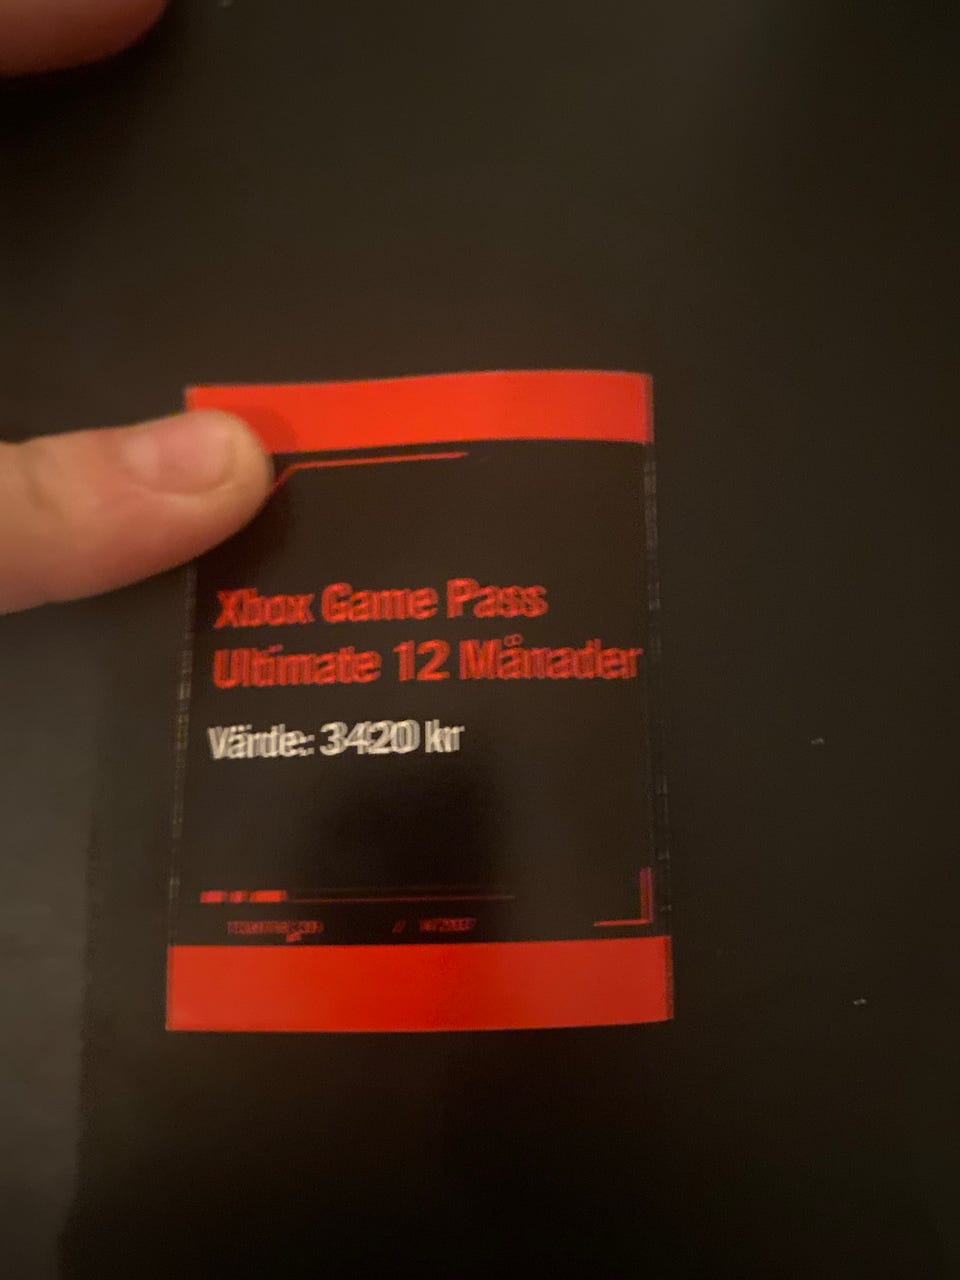 Xbox Game Pass
Ultimate 12 Månader
Värde: 3420 kr
//